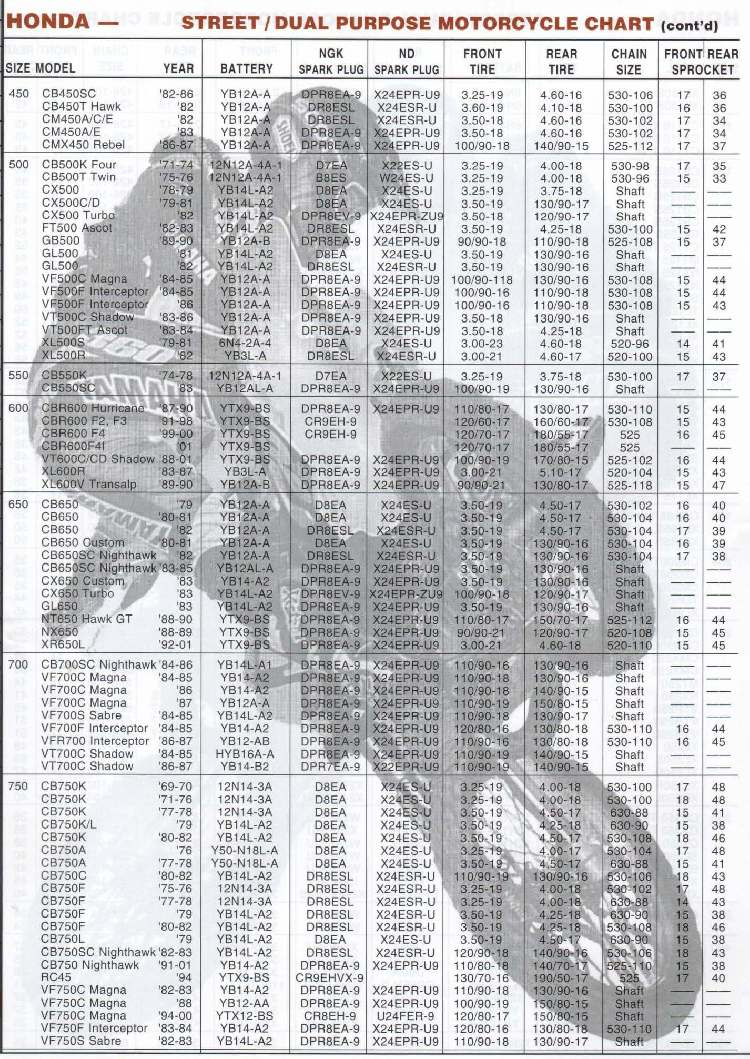 HONDA — STREET / DUAL PURPOSE MOTORCYCLE CHART (cont'd)
NGK ND FRONT REAR CHAIN FRONT REAR
SIZE MODEL YEAR BATTERY SPARK PLUG SPARK PLUG TIRE TIRE SIZE SPROCKET
450 CB450SC '82-86 YB12A-A DPR8EA-9 X24EPR-U9 3.25-19 4.60-16 530-106 17 36
CB450T Hawk '82 YB12A-A DR8ESL X24ESR-U 3.60-19 4.10-18 530-100 16 36
CM450A/C/E '82 YB12A-A DR8ESL X24ESR-U 3.50-18 4.60-16 530-102 17 34
CM450A/E '83 YB12A-A DPR8EA-9 X24EPR-U9 3.50-18 4.60-16 530-102 17 34
CMX450 Rebel '86-87 YB12A-A DPR8EA-9 X24EPR-U9 100/90-18 140/90-15 525-112 17 37
500 CB500K Four '71-74 12N12A-4A-1 D7EA X22ES-U 3.25-19 4.00-18 530-98 17 35
CB500T Twin '75-76 12N12A-4A-1 B8ES W24ES-U 3.25-19 4.00-18 530-96 15 33
CX500 '78-79 YB14L-A2 D8EA X24ES-U 3.25-19 3.75-18 Shaft — —
CX500C/D '79-81 YB14L-A2 D8EA X24ES-U 3.50-19 130/90-17 Shaft — —
CX500 Turbo '82 YB14L-A2 DPR8EV-9 X24EPR-ZU9 3.50-18 120/90-17 Shaft — —
FT500 Ascot '82-83 YB14L-A2 DR8ESL X24ESR-U 3.50-19 4.25-18 530-100 15 42
GB500 '89-90 YB12A-B DPR8EA-9 X24EPR-U9 90/90-18 110/90-18 525-108 15 37
GL500 '81 YB14L-A2 D8EA X24ES-U 3.50-19 130/90-16 Shaft — —
GL500 '82 YB14L-A2 DR8ESL X24ESR-U 3.50-19 130/90-16 Shaft — —
VF500C Magna '84-85 YB12A-A DPR8EA-9 X24EPR-U9 100/90-118 130/90-16 530-108 15 44
VF500F Interceptor '84-85 YB12A-A DPR8EA-9 X24EPR-U9 100/90-16 110/90-18 530-108 15 44
VF500F Interceptor '86 YB12A-A DPR8EA-9 X24EPR-U9 100/90-16 110/90-18 530-108 15 43
VT500C Shadow '83-86 YB12A-A DPR8EA-9 X24EPR-U9 3.50-18 130/90-16 Shaft — —
VT500FT Ascot '83-84 YB12A-A DPR8EA-9 X24EPR-U9 3.50-18 4.25-18 Shaft — —
XL500S '79-81 6N4-2A-4 D8EA X24ES-U 3.00-23 4.60-18 520-96 14 41
XL500R '82 YB3L-A DR8ESL X24ESR-U 3.00-21 4.60-17 520-100 15 43
550 CB550K '74-78 12N12A-4A-1 D7EA X22ES-U 3.25-19 3.75-18 530-100 17 37
CB550SC '83 YB12AL-A DPR8EA-9 X24EPR-U9 100/90-19 130/90-16 Shaft — —
600 CBR600 Hurricane '87-90 YTX9-BS DPR8EA-9 X24EPR-U9 110/80-17 130/80-17 530-110 15 44
CBR600 F2, F3 91-98 YTX9-BS CR9EH-9 120/60-17 160/60-17 530-108 15 43
CBR600 F4 '99-00 YTX9-BS CR9EH-9 120/70-17 180/55-17 525 16 45
CBR600F4I '01 YTX9-BS 120/70-17 180/55-17 525
VT600C/CD Shadow 88-01 YTX9-BS DPR8EA-9 X24EPR-U9 100/90-19 170/80-15 525-102 16 44
XL600R '83-87 YB3L-A DPR8EA-9 X24EPR-U9 3.00-21 5.10-17 520-104 15 43
XL600V Transalp '89-90 YB12A-B DPR8EA-9 X24EPR-U9 90/90-21 130/80-17 525-118 15 47
650 CB650 '79 YB12A-A D8EA X24ES-U 3.50-19 4.50-17 530-102 16 40
CB650 '80-81 YB12A-A D8EA X24ES-U 3.50-19 4.50-17 530-104 16 40
CB650 '82 YB12A-A DR8ESL X24ESR-U 3.50-19 4.50-17 530-104 17 39
CB650 Custom '80-81 YB12A-A D8EA X24ES-U 3.50-19 130/90-16 530-104 16 39
CB650SC Nighthawk '82 YB12A-A DR8ESL X24ESR-U 3.50-19 130/90-16 530-104 17 38
CB650SC Nighthawk '83-85 YB12AL-A DPR8EA-9 X24EPR-U9 3.50-19 130/90-16 Shaft — —
CX650 Custom '83 YB14-A2 DPR8EA-9 X24EPR-U9 3.50-19 130/90-16 Shaft — —
CX650 Turbo '83 YB14L-A2 DPR8EV-9 X24EPR-ZU9 100/90-18 120/90-17 Shaft — —
GL650 '83 YB14L-A2 DPR8EA-9 X24EPR-U9 3.50-19 130/90-16 Shaft — —
NT650 Hawk GT '88-90 YTX9-BS DPR8EA-9 X24EPR-U9 110/80-17 150/70-17 525-112 16 44
NX650 '88-89 YTX9-BS DPR8EA-9 X24EPR-U9 90/90-21 120/90-17 520-108 15 45
XR650L '92-01 YTX9-BS DPR8EA-9 X24EPR-U9 3.00-21 4.60-18 520-110 15 45
700 CB700SC Nighthawk '84-86 YB14L-A1 DPR8EA-9 X24EPR-U9 110/90-16 130/90-16 Shaft — —
VF700C Magna '84-85 YB14-A2 DPR8EA-9 X24EPR-U9 110/90-18 130/90-16 Shaft — —
VF700C Magna '86 YB14-A2 DPR8EA-9 X24EPR-U9 110/90-18 140/90-15 Shaft — —
VF700C Magna '87 YB12A-A DPR8EA-9 X24EPR-U9 110/90-18 140/90-15 Shaft — —
VF700S Sabre '84-85 YB14L-A2 DPR8EA-9 X24EPR-U9 110/90-18 130/90-17 Shaft — —
VF700F Interceptor '84-85 YB14-A2 DPR8EA-9 X24EPR-U9 120/80-16 130/80-18 530-110 16 44
VFR700 Interceptor '86-87 YB12-AB DPR8EA-9 X24EPR-U9 110/90-16 130/80-18 530-110 16 45
VT700C Shadow '84-85 HYB16A-A DPR8EA-9 X24EPR-U9 110/90-19 140/90-15 Shaft — —
VT700C Shadow '86-87 YB14-B2 DPR7EA-9 X22EPR-U9 110/90-19 140/90-15 Shaft — —
750 CB750K '69-70 12N14-3A D8EA X24ES-U 3.25-19 4.00-18 530-100 17 48
CB750K '71-76 12N14-3A D8EA X24ES-U 3.25-19 4.00-18 530-100 18 48
CB750K '77-78 12N14-3A D8EA X24ES-U 3.50-19 4.50-17 630-88 15 41
CB750K/L '79 YB14L-A2 D8EA X24ES-U 3.50-19 4.25-18 630-90 15 38
CB750K '80-82 YB14L-A2 D8EA X24ES-U 3.50-19 4.50-17 530-108 18 46
CB750A '76 Y50-N18L-A D8EA X24ES-U 3.25-19 4.00-17 530-104 17 48
CB750A '77-78 Y50-N18L-A D8EA X24ES-U 3.50-19 4.50-17 630-88 15 41
CB750C '80-82 YB14L-A2 DR8ESL X24ESR-U 110/90-19 130/90-16 530-106 18 43
CB750F '75-76 12N14-3A D8EA X24ES-U 3.25-19 4.00-18 530-102 17 48
CB750F '77-78 12N14-3A D8EA X24ES-U 3.25-19 4.00-18 630-88 14 43
CB750F '79 YB14L-A2 DR8ESL X24ESR-U 3.50-19 4.25-18 630-90 15 38
CB750F '80-82 YB14L-A2 DR8ESL X24ESR-U 3.50-19 4.25-18 530-108 18 46
CB750L '79 YB14L-A2 D8EA X24ES-U 3.50-19 4.50-17 630-90 15 38
CB750SC Nighthawk '82-83 YB14L-A2 DR8ESL X24ESR-U 120/90-18 140/90-16 530-106 18 43
CB750 Nighthawk '91-01 YB14-A2 DPR8EA-9 X24EPR-U9 110/80-18 140/70-17 525-110 15 38
RC45 '94 YTX9-BS CR9EHVX-9 130/70-16 190/50-17 525 17 40
VF750C Magna '82-83 YB14-A2 DPR8EA-9 X24EPR-U9 110/90-18 130/90-16 Shaft — —
VF750C Magna '88 YB12-AA DPR8EA-9 X24EPR-U9 100/90-19 150/80-15 Shaft — —
VF750C Magna '94-00 YTX12-BS CR8EH-9 U24FER-9 120/80-17 150/80-15 Shaft — —
VF750F Interceptor '83-84 YB14-A2 DPR8EA-9 X24EPR-U9 120/80-16 130/80-18 530-110 17 44
VF750S Sabre '82-83 YB14L-A2 DPR8EA-9 X24EPR-U9 110/90-18 130/90-17 Shaft — —